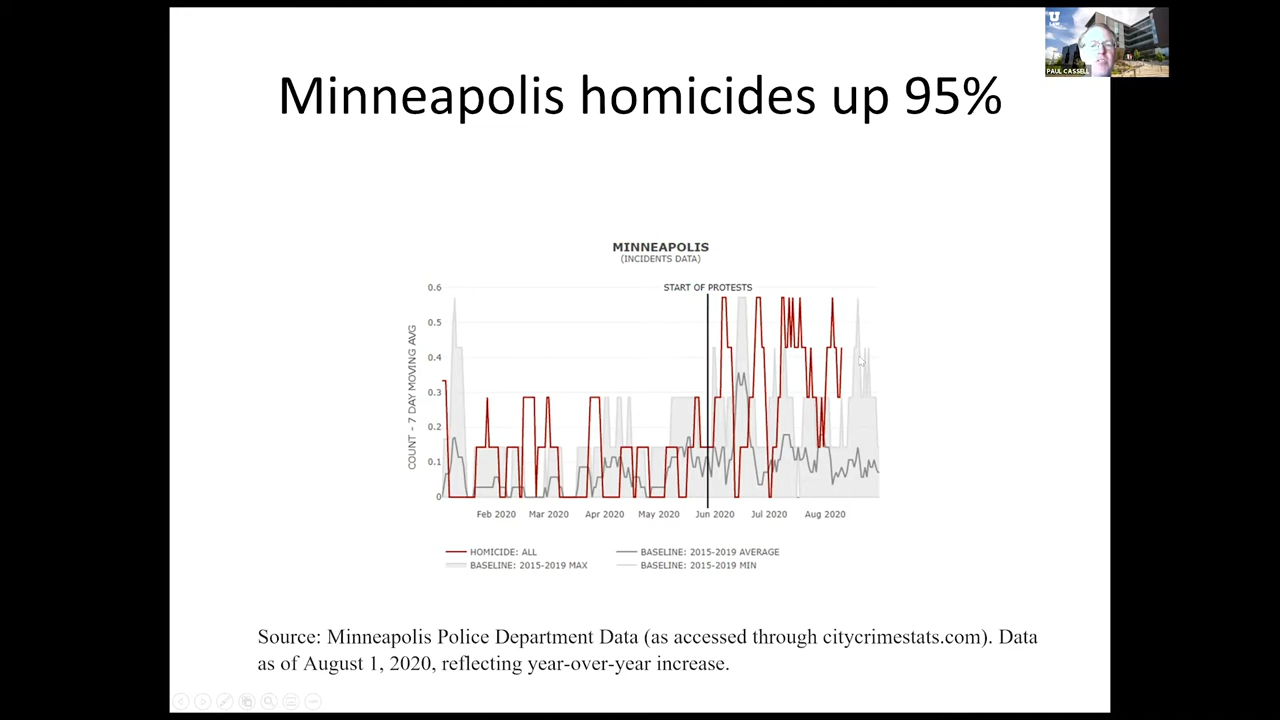 U
LAW
PAUL CASSELL
Minneapolis homicides up 95%
MINNEAPOLIS
(INCIDENTS DATA)
START OF PROTESTS
COUNT - 7 DAY MOVING AVG
0.6
0.5
0.4
0.3
0.2
0.1
0
Feb 2020 Mar 2020 Apr 2020 May 2020 Jun 2020 Jul 2020 Aug 2020
HOMICIDE: ALL BASELINE: 2015-2019 AVERAGE
BASELINE: 2015-2019 MAX BASELINE: 2015-2019 MIN
Source: Minneapolis Police Department Data (as accessed through citycrimestats.com). Data
as of August 1, 2020, reflecting year-over-year increase.